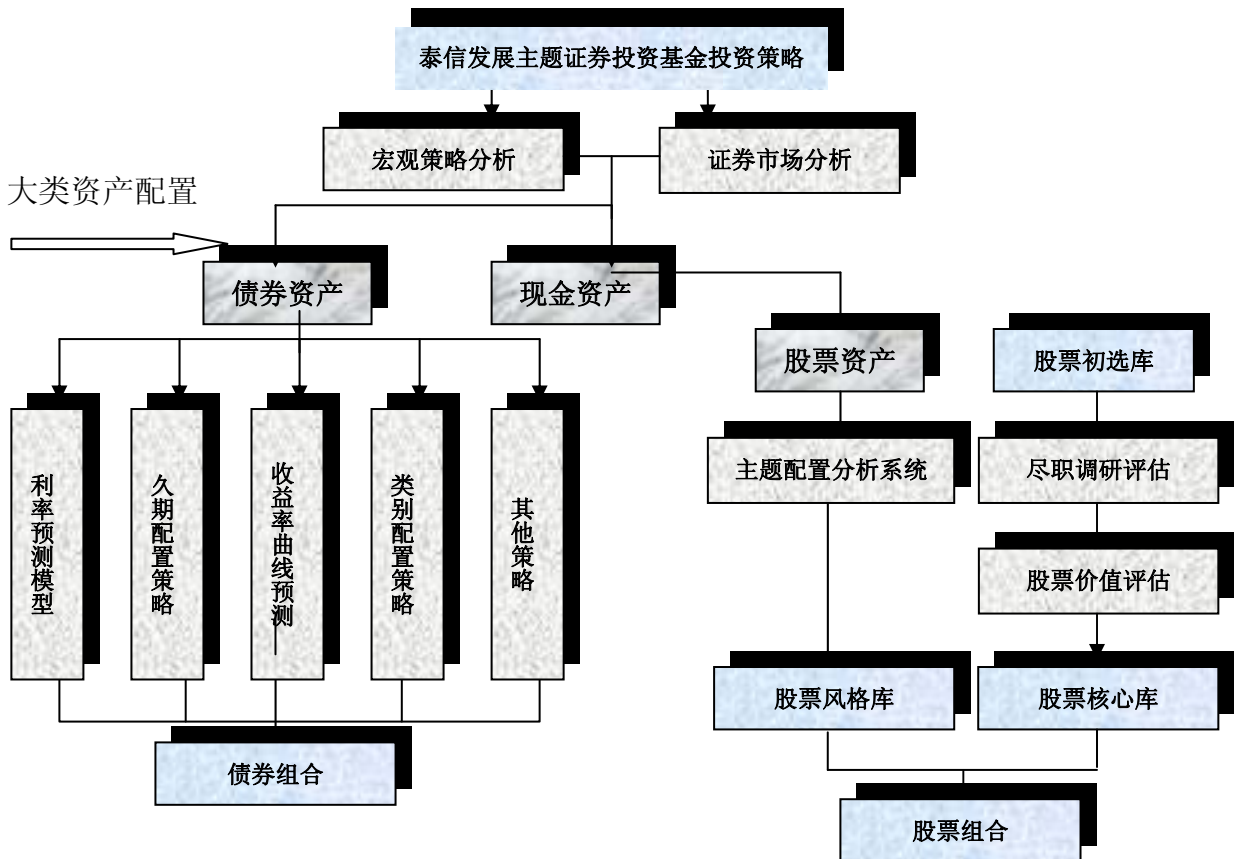 泰信发展主题证券投资基金投资策略
宏观策略分析
证券市场分析
大类资产配置
债券资产
现金资产
股票资产
股票初选库
利率预测模型
久期配置策略
收益率曲线预测
类别配置策略
其他策略
主题配置分析系统
尽职调研评估
股票价值评估
股票风格库
股票核心库
债券组合
股票组合